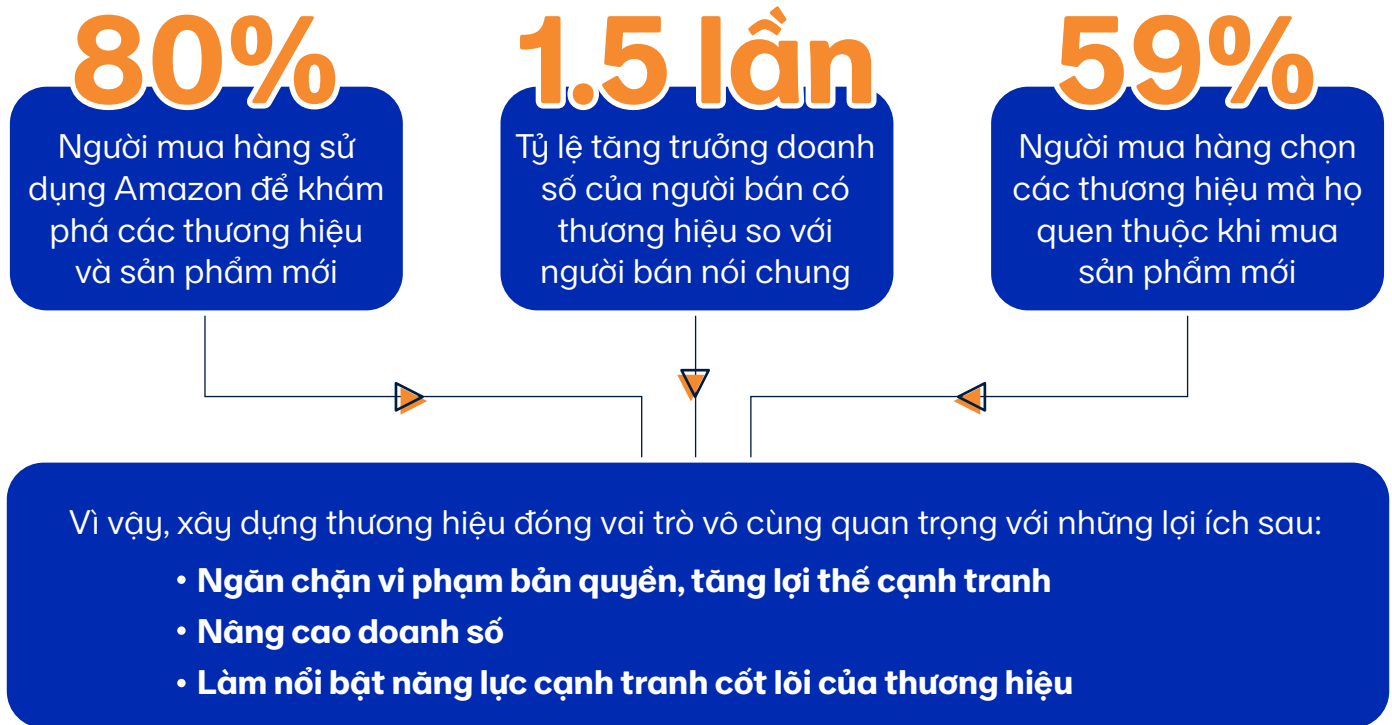 80%
Người mua hàng sử
dụng Amazon để khám
phá các thương hiệu
và sản phẩm mới
1.5 lần
Tỷ lệ tăng trưởng doanh
số của người bán có
thương hiệu so với
người bán nói chung
59%
Người mua hàng chọn
các thương hiệu mà họ
quen thuộc khi mua
sản phẩm mới
Vì vậy, xây dựng thương hiệu đóng vai trò vô cùng quan trọng với những lợi ích sau:
• Ngăn chặn vi phạm bản quyền, tăng lợi thế cạnh tranh
• Nâng cao doanh số
• Làm nổi bật năng lực cạnh tranh cốt lõi của thương hiệu